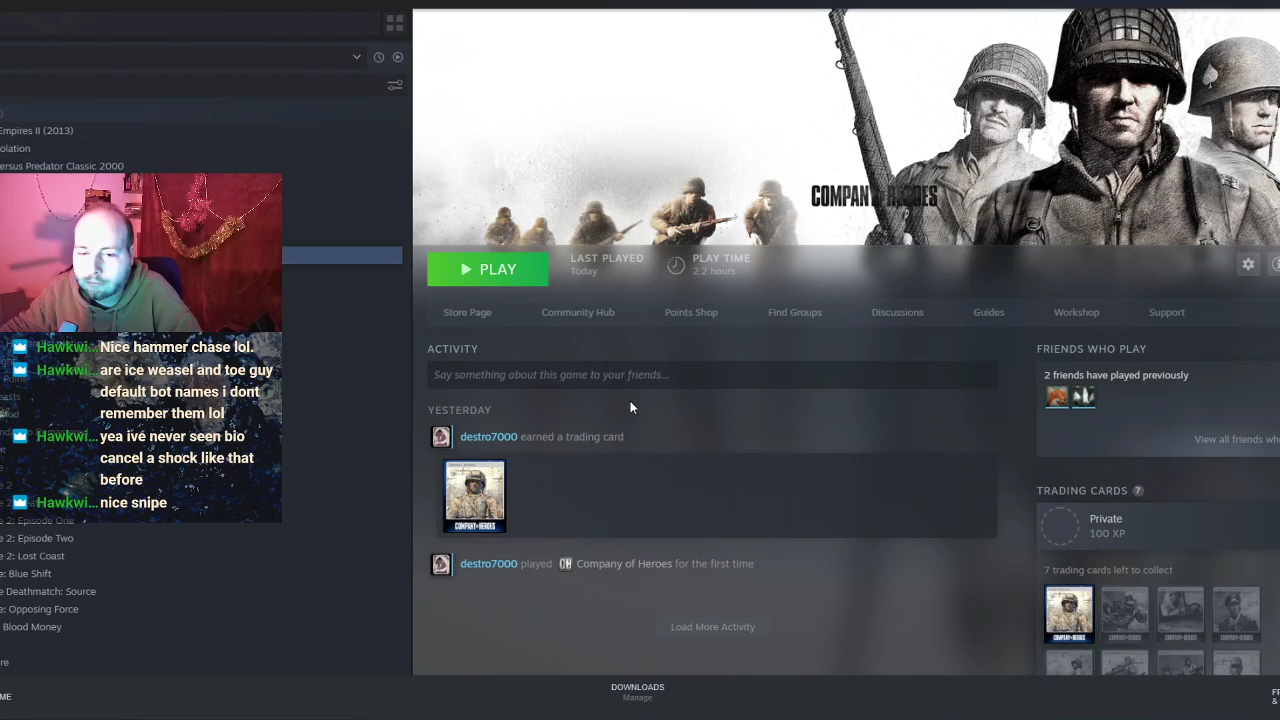 Empires II (2013)
olation
ersus Predator Classic 2000
Hawkwi... Nice hammer chase lol.
Hawkwi... are ice weasel and toe guy
default bot names i dont
remember them lol
Hawkwi... yea ive never seen bio
cancel a shock like that
before
Hawkwi... nice snipe
e 2: Episode One
e 2: Episode Two
e 2: Lost Coast
e: Blue Shift
e Deathmatch: Source
e: Opposing Force
Blood Money
re
ME
COMPANY OF HEROES
PLAY
LAST PLAYED
Today
PLAY TIME
2.2 hours
Store Page
Community Hub
Points Shop
Find Groups
Discussions
Guides
Workshop
Support
ACTIVITY
Say something about this game to your friends...
YESTERDAY
destro7000 earned a trading card
COMPANY OF HEROES
destro7000 played Company of Heroes for the first time
Load More Activity
FRIENDS WHO PLAY
2 friends have played previously
View all friends wh
TRADING CARDS ?
Private
100 XP
7 trading cards left to collect
DOWNLOADS
Manage
FR
&